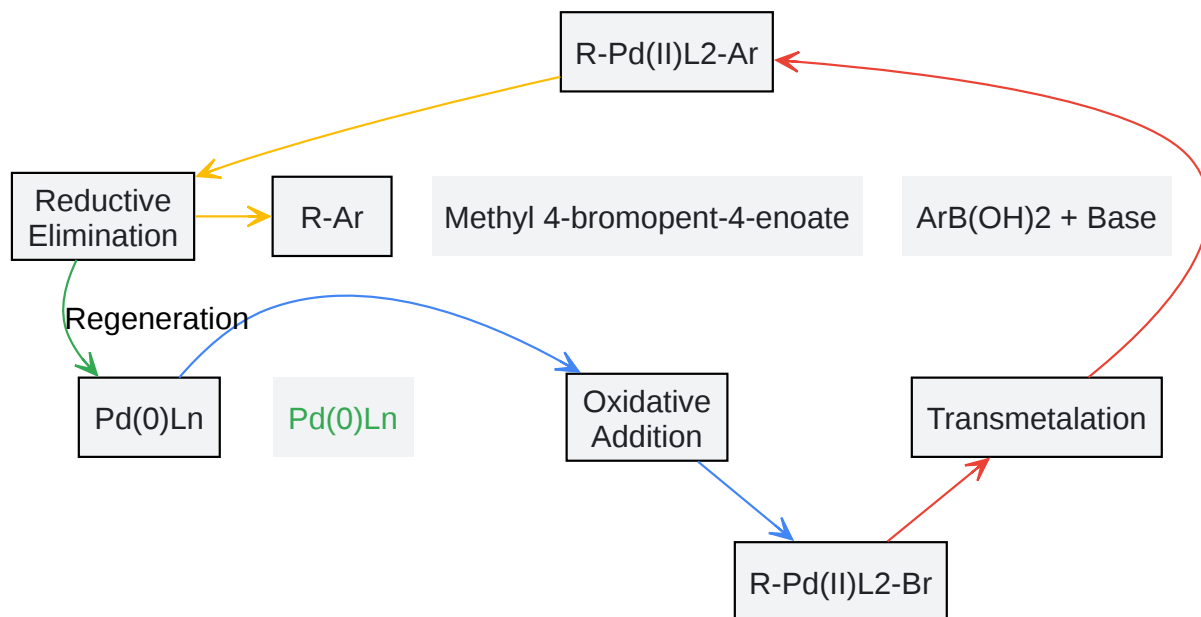 R-Pd(II)L2-Ar
Reductive
Elimination
R-Ar
Methyl 4-bromopent-4-enoate
ArB(OH)2 + Base
Regeneration
Pd(0)Ln
Pd(0)Ln
Oxidative
Addition
Transmetalation
R-Pd(II)L2-Br